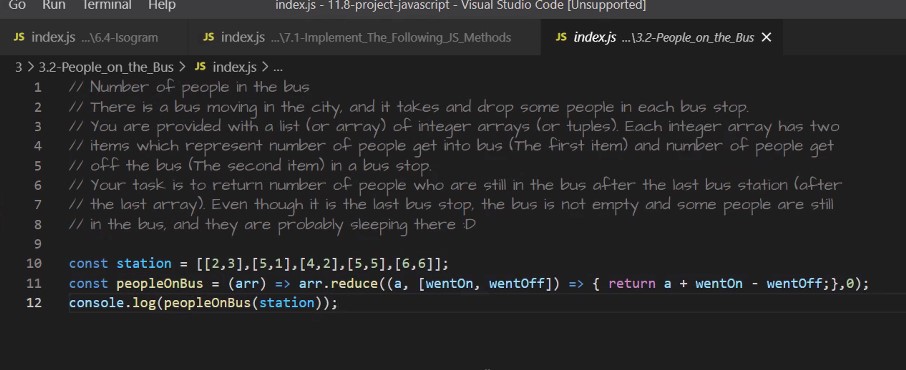 Go Run Terminal Help index.js - 11.8-project-javascript - Visual Studio Code [Unsupported]
JS index.js ...\6.4-Isogram JS index.js ...\7.1-Implement_The_Following_JS_Methods JS index.js ...\3.2-People_on_the_Bus ✕
3 > 3.2-People_on_the_Bus > JS index.js > ...
1 // Number of people in the bus
2 // There is a bus moving in the city, and it takes and drop some people in each bus stop.
3 // You are provided with a list (or array) of integer arrays (or tuples). Each integer array has two
4 // items which represent number of people get into bus (The first item) and number of people get
5 // off the bus (The second item) in a bus stop.
6 // Your task is to return number of people who are still in the bus after the last bus station (after
7 // the last array). Even though it is the last bus stop, the bus is not empty and some people are still
8 // in the bus, and they are probably sleeping there :D
9
10 const station = [[2,3],[5,1],[4,2],[5,5],[6,6]];
11 const peopleOnBus = (arr) => arr.reduce((a, [wentOn, wentOff]) => { return a + wentOn - wentOff;},0);
12 console.log(peopleOnBus(station));